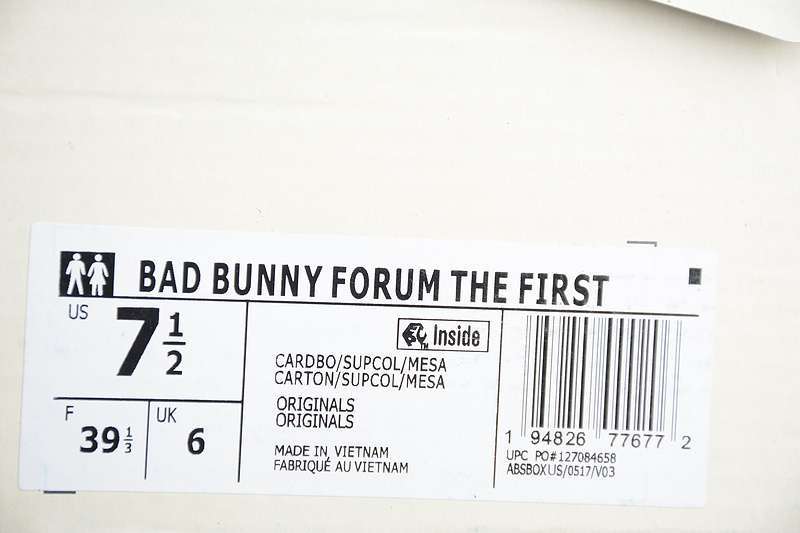 BAD BUNNY FORUM THE FIRST
US 7 1/2
F 39 1/3
UK 6
TM Inside
CARDBO/SUPCOL/MESA
CARTON/SUPCOL/MESA
ORIGINALS
ORIGINALS
MADE IN VIETNAM
FABRIQUÉ AU VIETNAM
1 94826 77677 2
UPC PO#127084658
ABSBOXUS/0517/V03